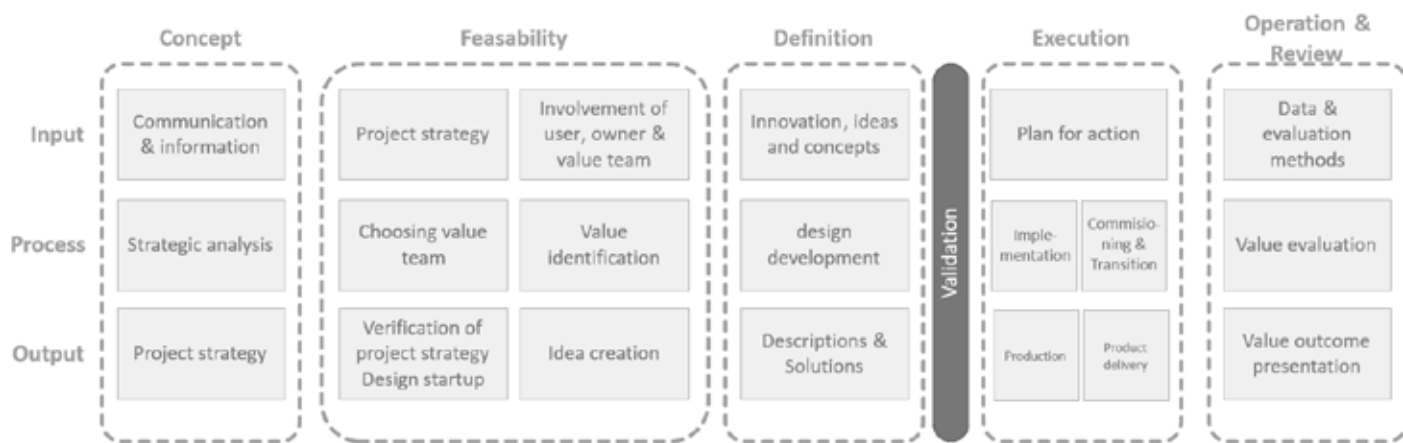 Concept
Feasability
Definition
Execution
Operation &
Review
Input
Communication
& information
Project strategy
Involvement of
user, owner &
value team
Innovation, ideas
and concepts
Plan for action
Data &
evaluation
methods
Process
Strategic analysis
Choosing value
team
Value
identification
design
development
Validation
Imple-
mentation
Commisio-
ning &
Transition
Value evaluation
Output
Project strategy
Verification of
project strategy
Design startup
Idea creation
Descriptions &
Solutions
Production
Product
delivery
Value outcome
presentation